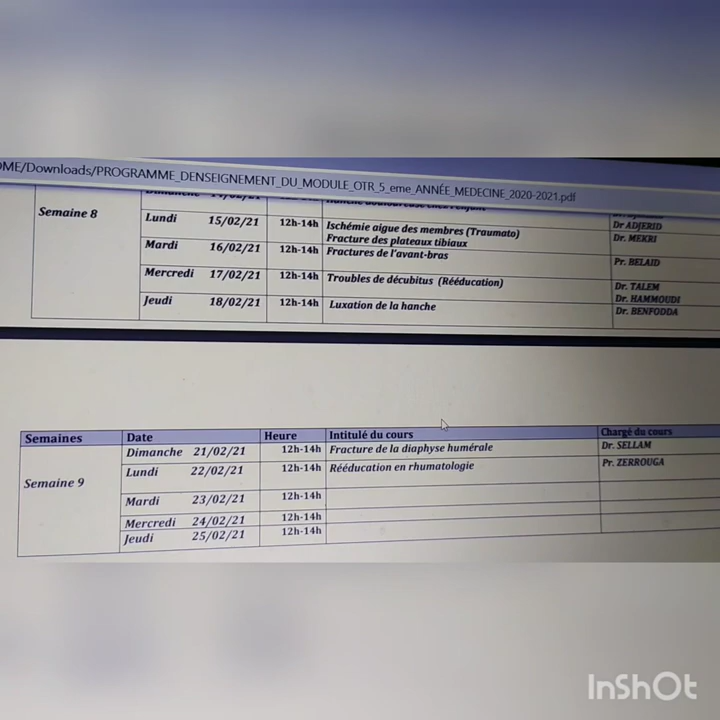 OME/Downloads/PROGRAMME_DENSEIGNEMENT_DU_MODULE_OTR_5_eme_ANNÉE_MEDECINE_2020-2021.pdf
Semaine 8
Lundi 15/02/21 12h-14h Ischémie aigue des membres (Traumato) Dr ADJERID
Fracture des plateaux tibiaux Dr. MEKRI
Mardi 16/02/21 12h-14h Fractures de l'avant-bras Pr. BELAID
Mercredi 17/02/21 12h-14h Troubles de décubitus (Rééducation) Dr. TALEM
Dr. HAMMOUDI
Jeudi 18/02/21 12h-14h Luxation de la hanche Dr. BENFODDA
Semaines Date Heure Intitulé du cours Chargé du cours
Dimanche 21/02/21 12h-14h Fracture de la diaphyse humérale Dr. SELLAM
Lundi 22/02/21 12h-14h Rééducation en rhumatologie Pr. ZERROUGA
Semaine 9
Mardi 23/02/21 12h-14h
Mercredi 24/02/21 12h-14h
Jeudi 25/02/21 12h-14h
InShOt